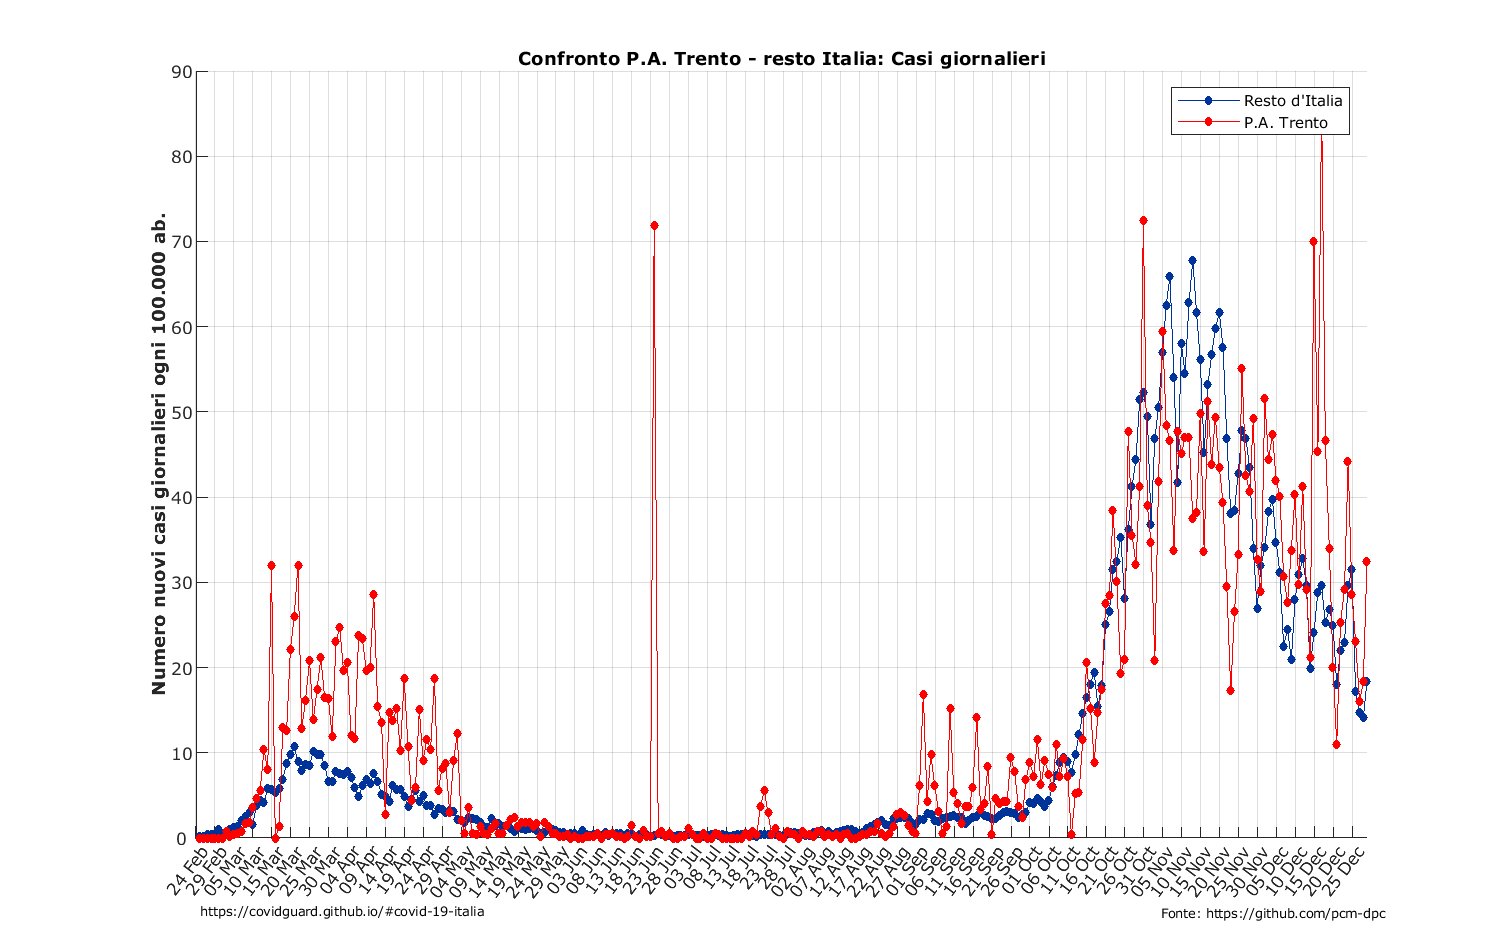 Confronto P.A. Trento - resto Italia: Casi giornalieri
Numero nuovi casi giornalieri ogni 100.000 ab.
90
80
70
60
50
40
30
20
10
0
Resto d'Italia
P.A. Trento
24 Feb
29 Feb
05 Mar
10 Mar
15 Mar
20 Mar
25 Mar
30 Mar
04 Apr
09 Apr
14 Apr
19 Apr
24 Apr
29 Apr
04 May
09 May
14 May
19 May
24 May
29 May
03 Jun
08 Jun
13 Jun
18 Jun
23 Jun
28 Jun
03 Jul
08 Jul
13 Jul
18 Jul
23 Jul
28 Jul
02 Aug
07 Aug
12 Aug
17 Aug
22 Aug
27 Aug
01 Sep
06 Sep
11 Sep
16 Sep
21 Sep
26 Sep
01 Oct
06 Oct
11 Oct
16 Oct
21 Oct
26 Oct
31 Oct
05 Nov
10 Nov
15 Nov
20 Nov
25 Nov
30 Nov
05 Dec
10 Dec
15 Dec
20 Dec
25 Dec
https://covidguard.github.io/#covid-19-italia
Fonte: https://github.com/pcm-dpc